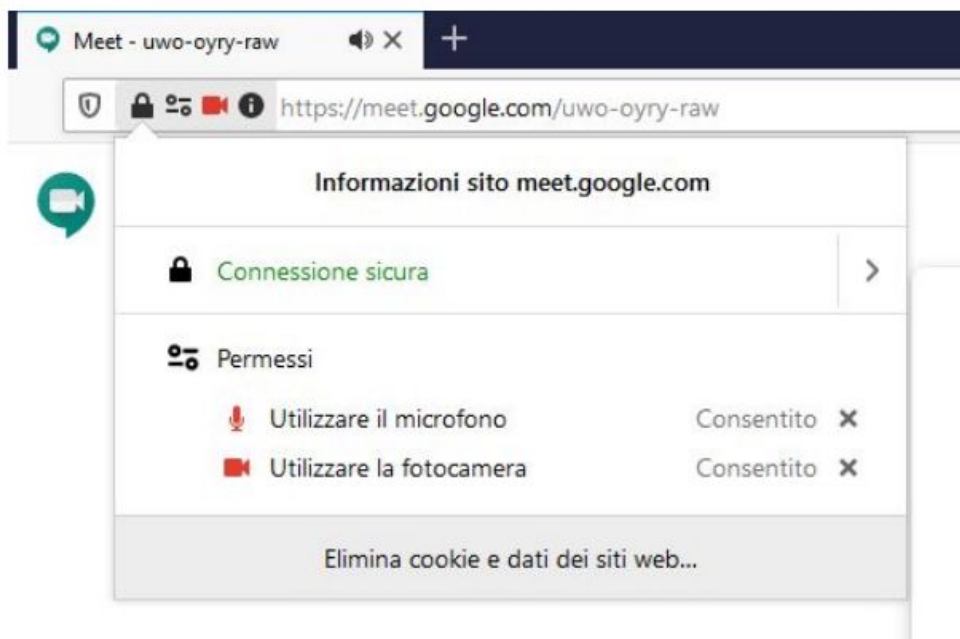 Meet - uwo-oyry-raw
https://meet.google.com/uwo-oyry-raw
Informazioni sito meet.google.com
Connessione sicura
Permessi
Utilizzare il microfono Consentito
Utilizzare la fotocamera Consentito
Elimina cookie e dati dei siti web...